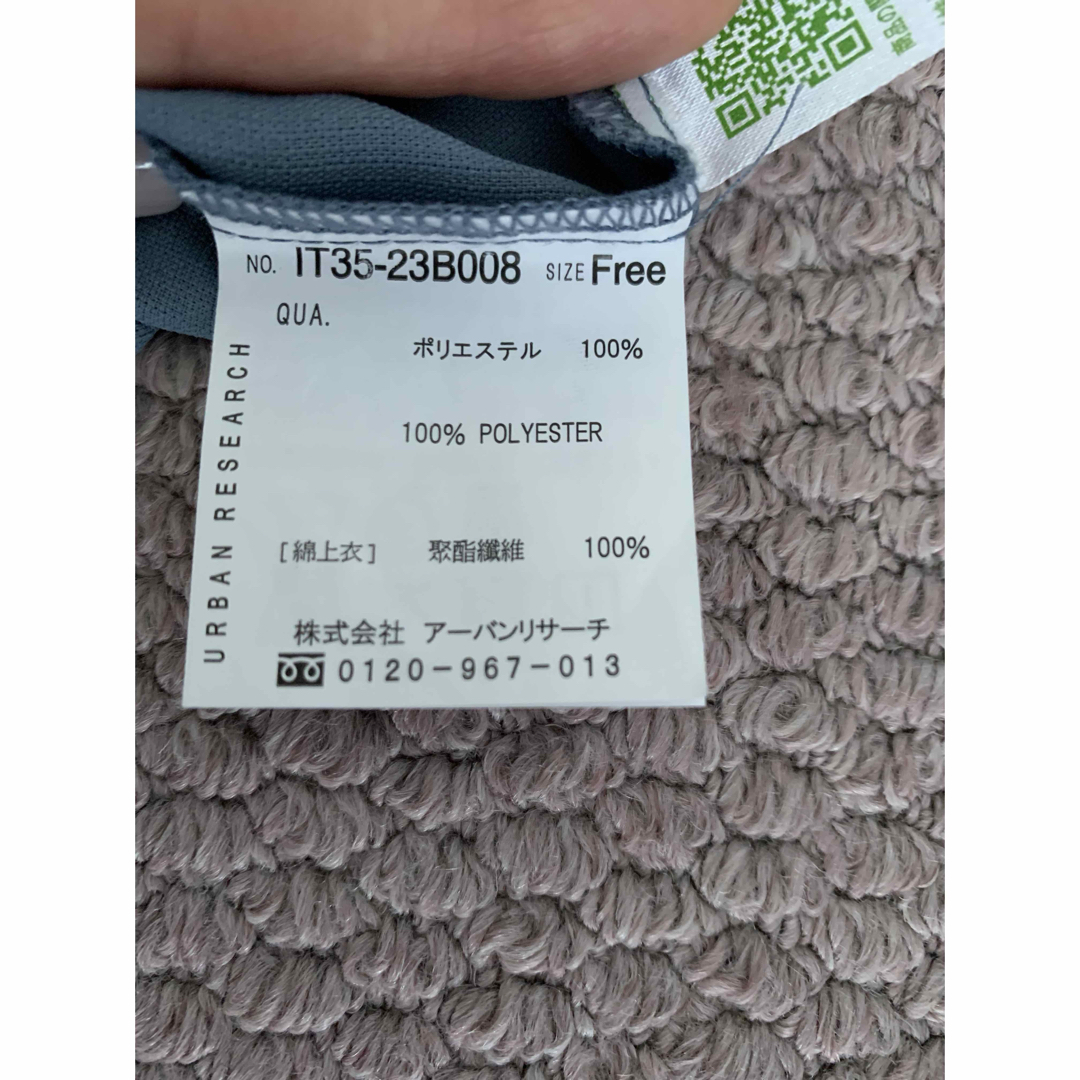 NO. IT35-23B008 SIZE Free
QUA.
ポリエステル 100%
100% POLYESTER
[綿上衣] 聚酯纖維 100%
株式会社 アーバンリサーチ
0120-967-013
URBAN RESEARCH